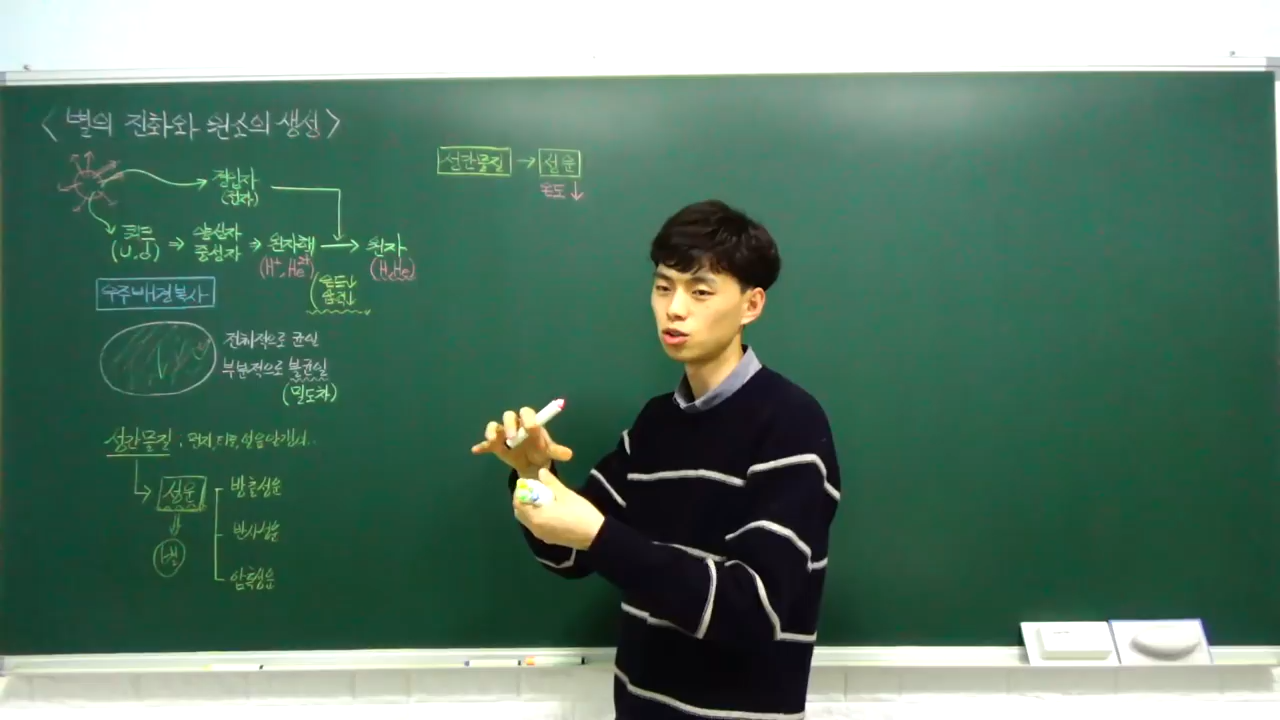 <별의 진화와 원소의 생성>
경입자
(전자)
쿼크
(u, d)
⇒
양성자
중성자
⇒ 원자핵 → 원자
(H⁺, He²⁺)
(H, He)
온도↓
우주배경복사
전체적으로 균일
부분적으로 불균일
(밀도차)
성간물질 :
성운
별
방출성운
반사성운
암흑성운
성간물질 → 성운
온도↓